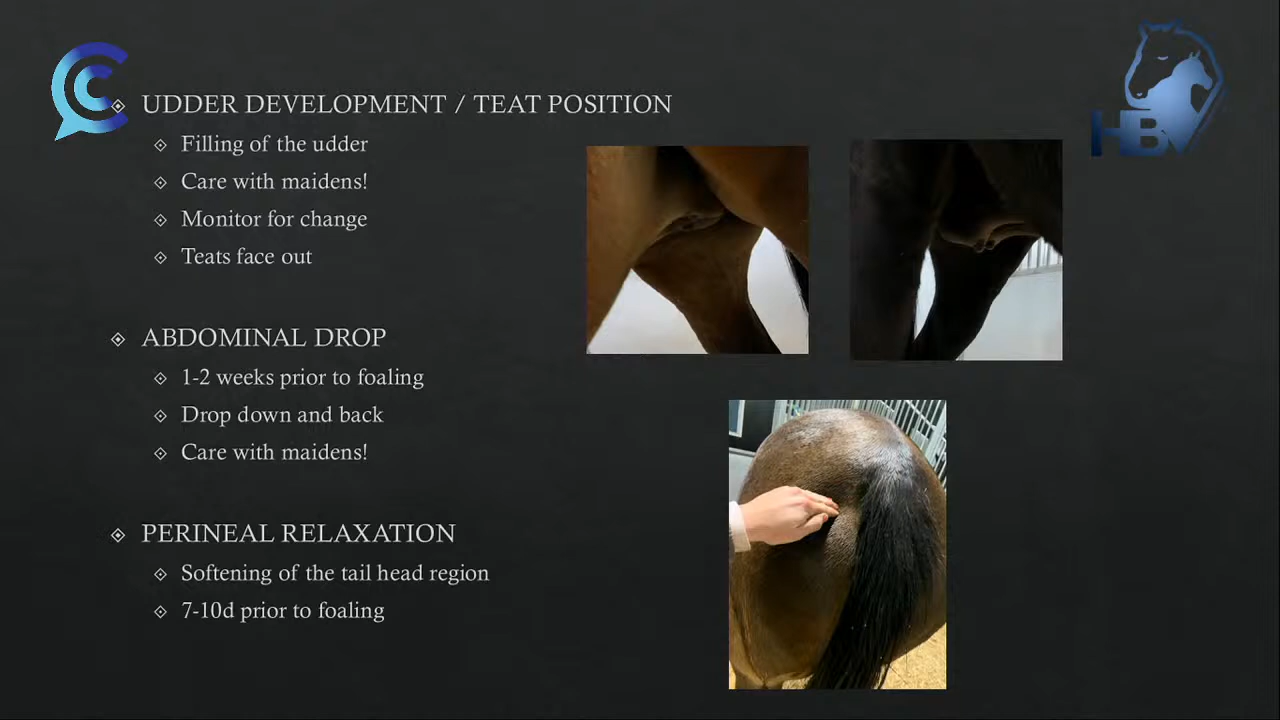 UDDER DEVELOPMENT / TEAT POSITION
Filling of the udder
Care with maidens!
Monitor for change
Teats face out
ABDOMINAL DROP
1-2 weeks prior to foaling
Drop down and back
Care with maidens!
PERINEAL RELAXATION
Softening of the tail head region
7-10d prior to foaling
HBV